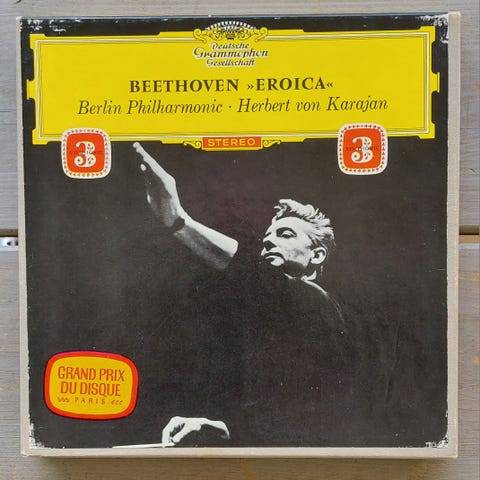 Deutsche
Grammophon
Gesellschaft
BEETHOVEN »EROICA«
Berlin Philharmonic · Herbert von Karajan
STEREO
3
3
GRAND PRIX
DU DISQUE
PARIS